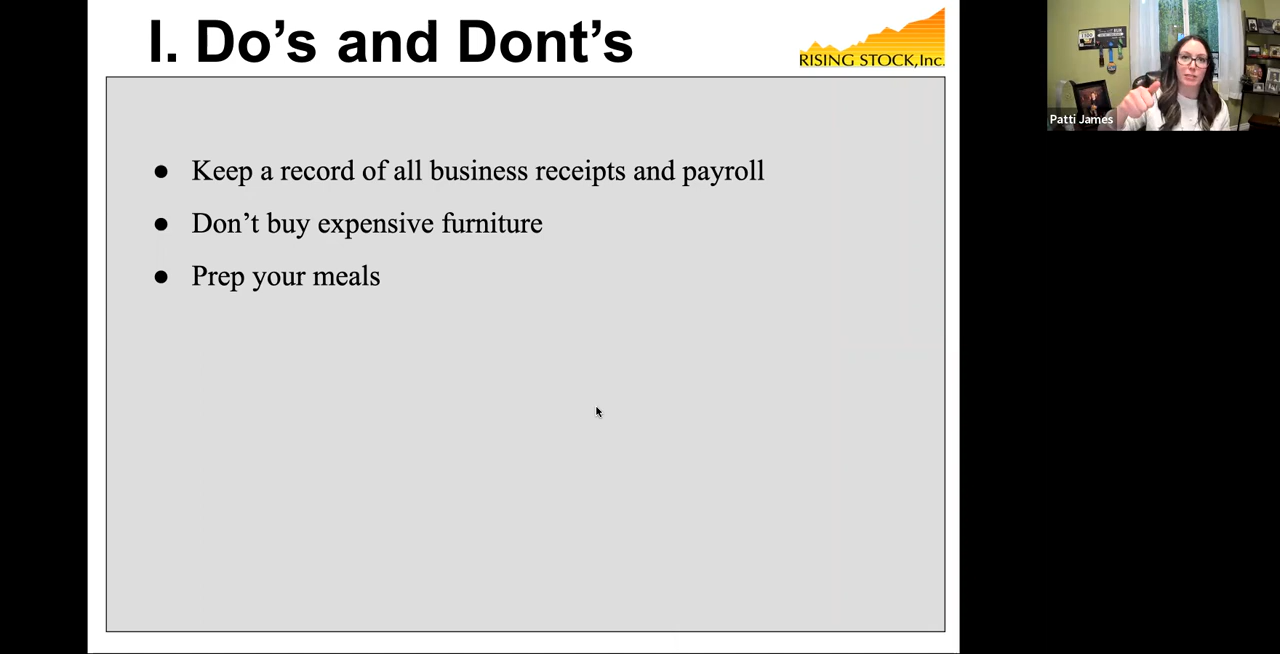 I. Do’s and Dont’s
RISING STOCK, Inc.
● Keep a record of all business receipts and payroll
● Don’t buy expensive furniture
● Prep your meals
Patti James